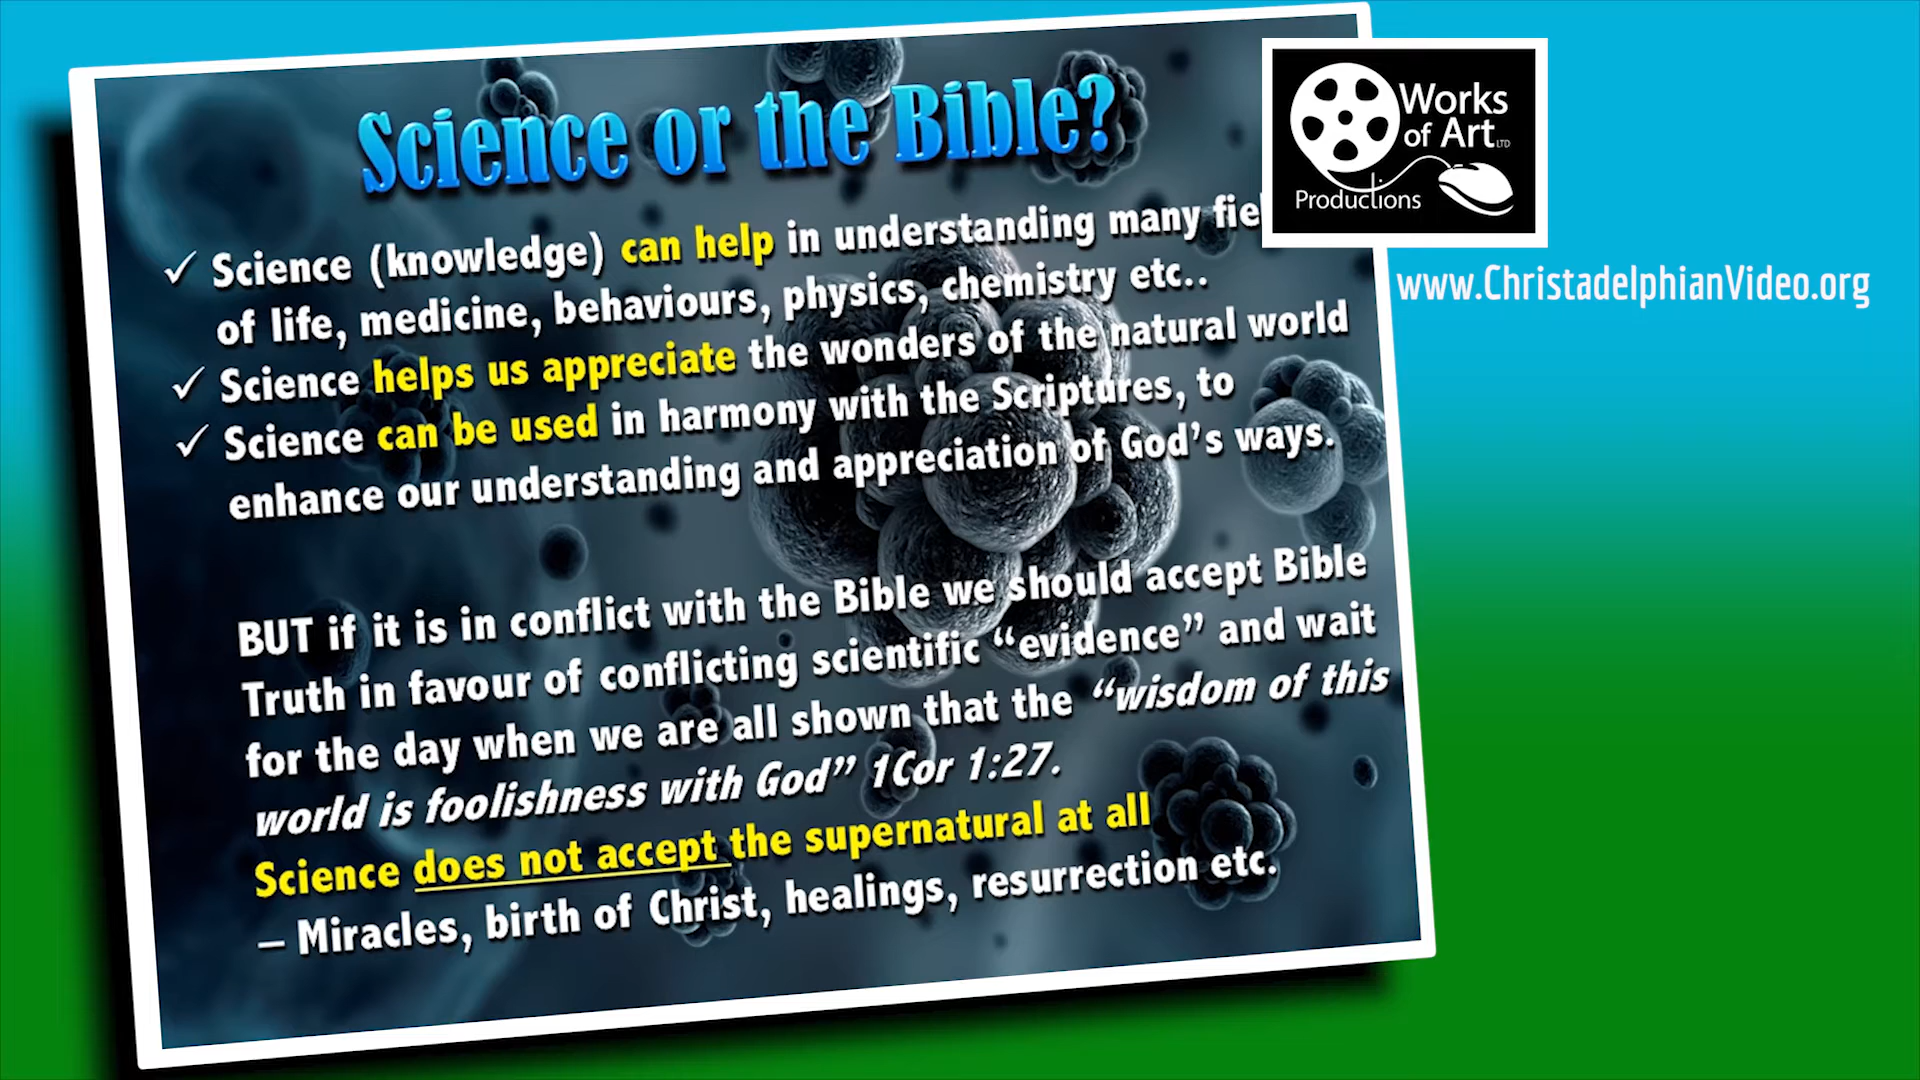 Science or the Bible?
✓ Science (knowledge) can help in understanding many
of life, medicine, behaviours, physics, chemistry etc..
✓ Science helps us appreciate the wonders of the natural world
✓ Science can be used in harmony with the Scriptures, to
enhance our understanding and appreciation of God's ways.
BUT if it is in conflict with the Bible we should accept Bible
Truth in favour of conflicting scientific “evidence” and wait
for the day when we are all shown that the “wisdom of this
world is foolishness with God” 1Cor 1:27.
Science does not accept the supernatural at all
– Miracles, birth of Christ, healings, resurrection etc.
Works
of Art LTD
Productions
www.ChristadelphianVideo.org